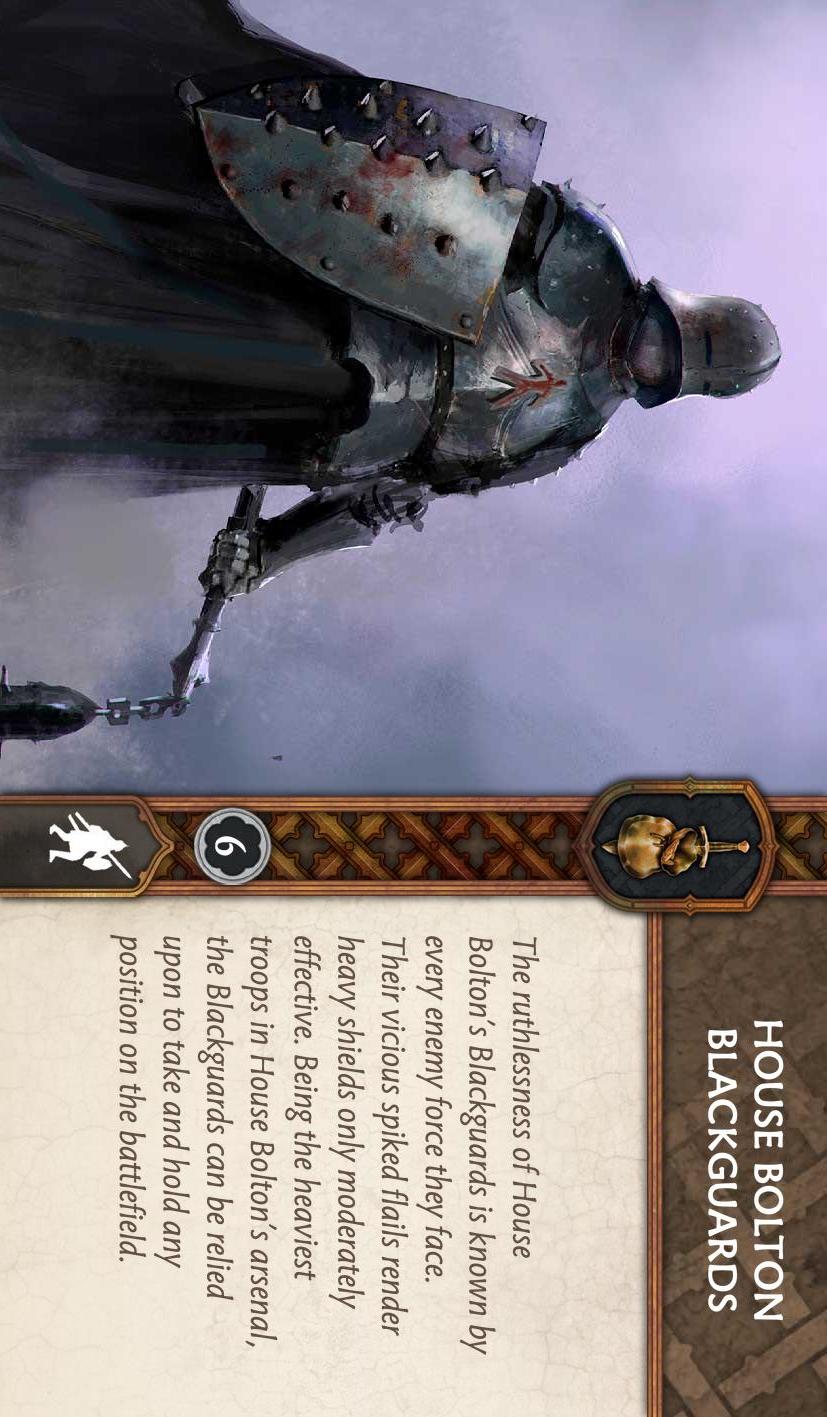 HOUSE BOLTON
BLACKGUARDS
6
The ruthlessness of House
Bolton's Blackguards is known by
every enemy force they face.
Their vicious spiked flails render
heavy shields only moderately
effective. Being the heaviest
troops in House Bolton's arsenal,
the Blackguards can be relied
upon to take and hold any
position on the battlefield.